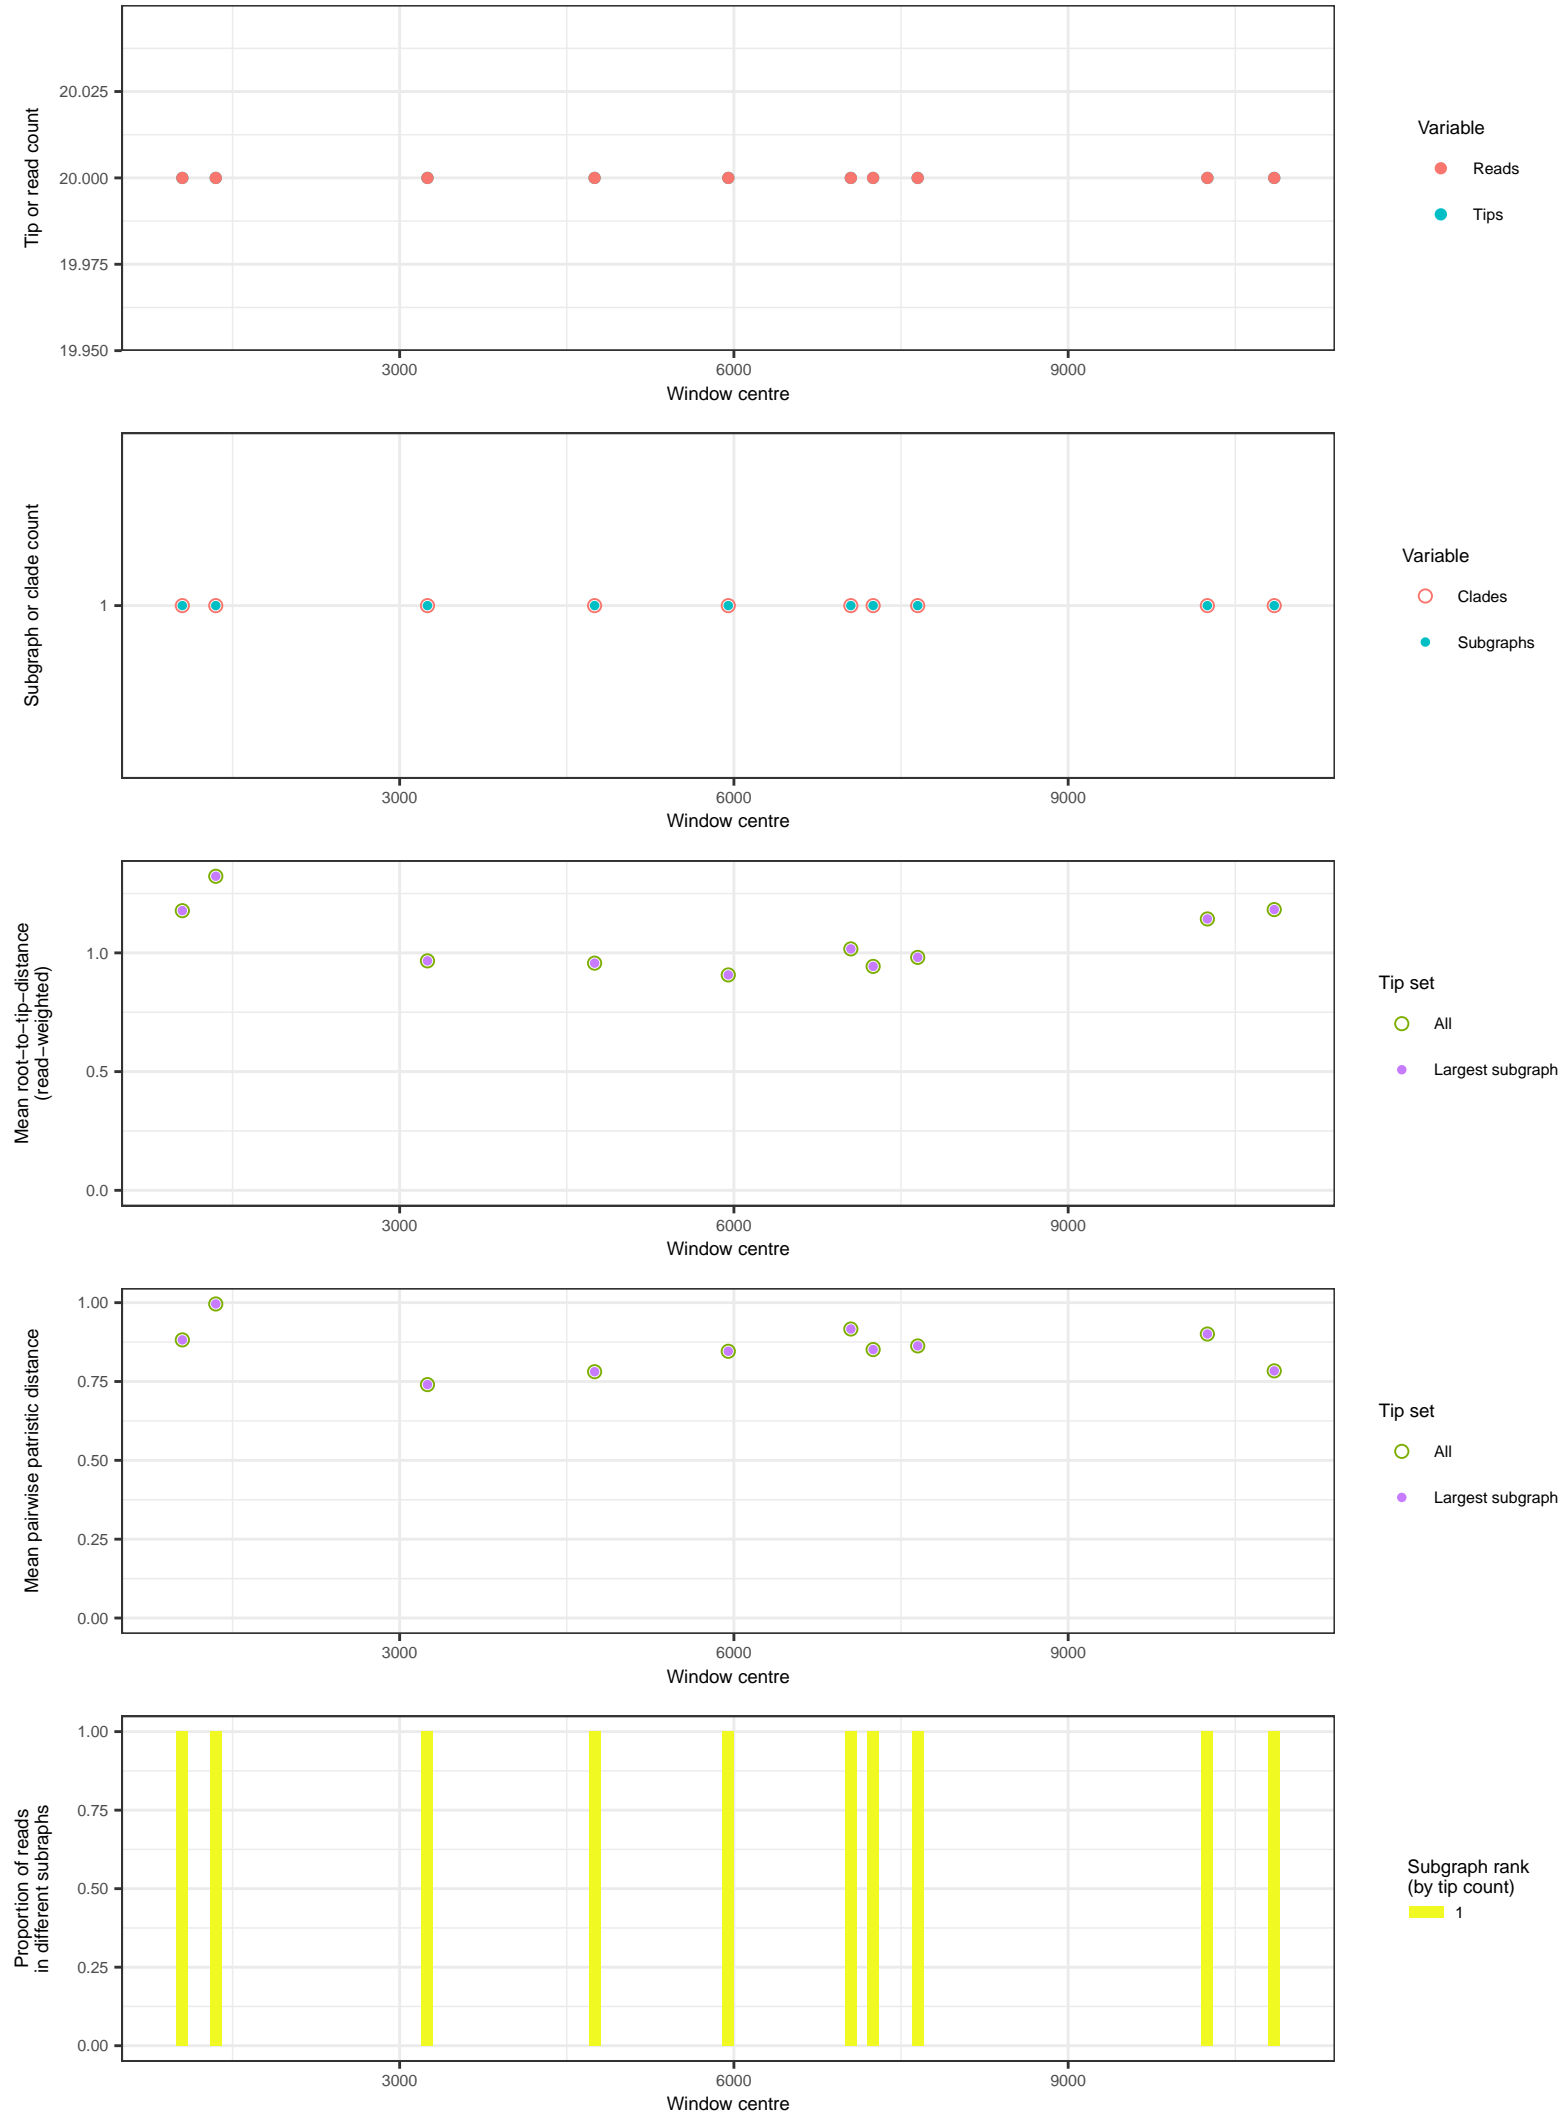 Tip or read count
20.025
20.000
19.975
19.950
3000
6000
9000
Window centre
Variable
Reads
Tips
Subgraph or clade count
1
3000
6000
9000
Window centre
Variable
Clades
Subgraphs
Mean root−to−tip−distance
(read−weighted)
1.0
0.5
0.0
3000
6000
9000
Window centre
Tip set
All
Largest subgraph
Mean pairwise patristic distance
1.00
0.75
0.50
0.25
0.00
3000
6000
9000
Window centre
Tip set
All
Largest subgraph
Proportion of reads
in different subraphs
1.00
0.75
0.50
0.25
0.00
3000
6000
9000
Window centre
Subgraph rank
(by tip count)
1